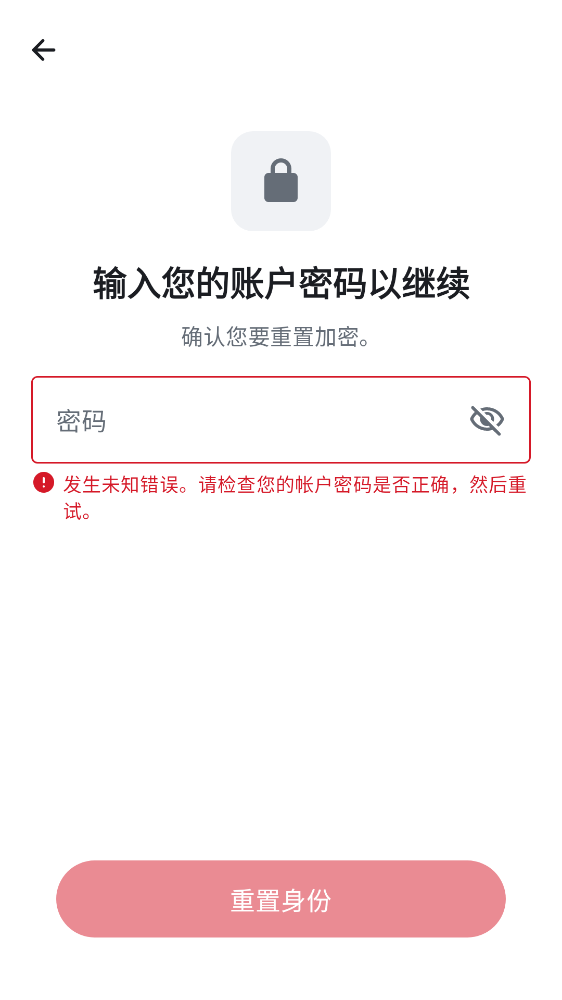 输入您的账户密码以继续
确认您要重置加密。
密码
发生未知错误。请检查您的帐户密码是否正确，然后重
试。
重置身份